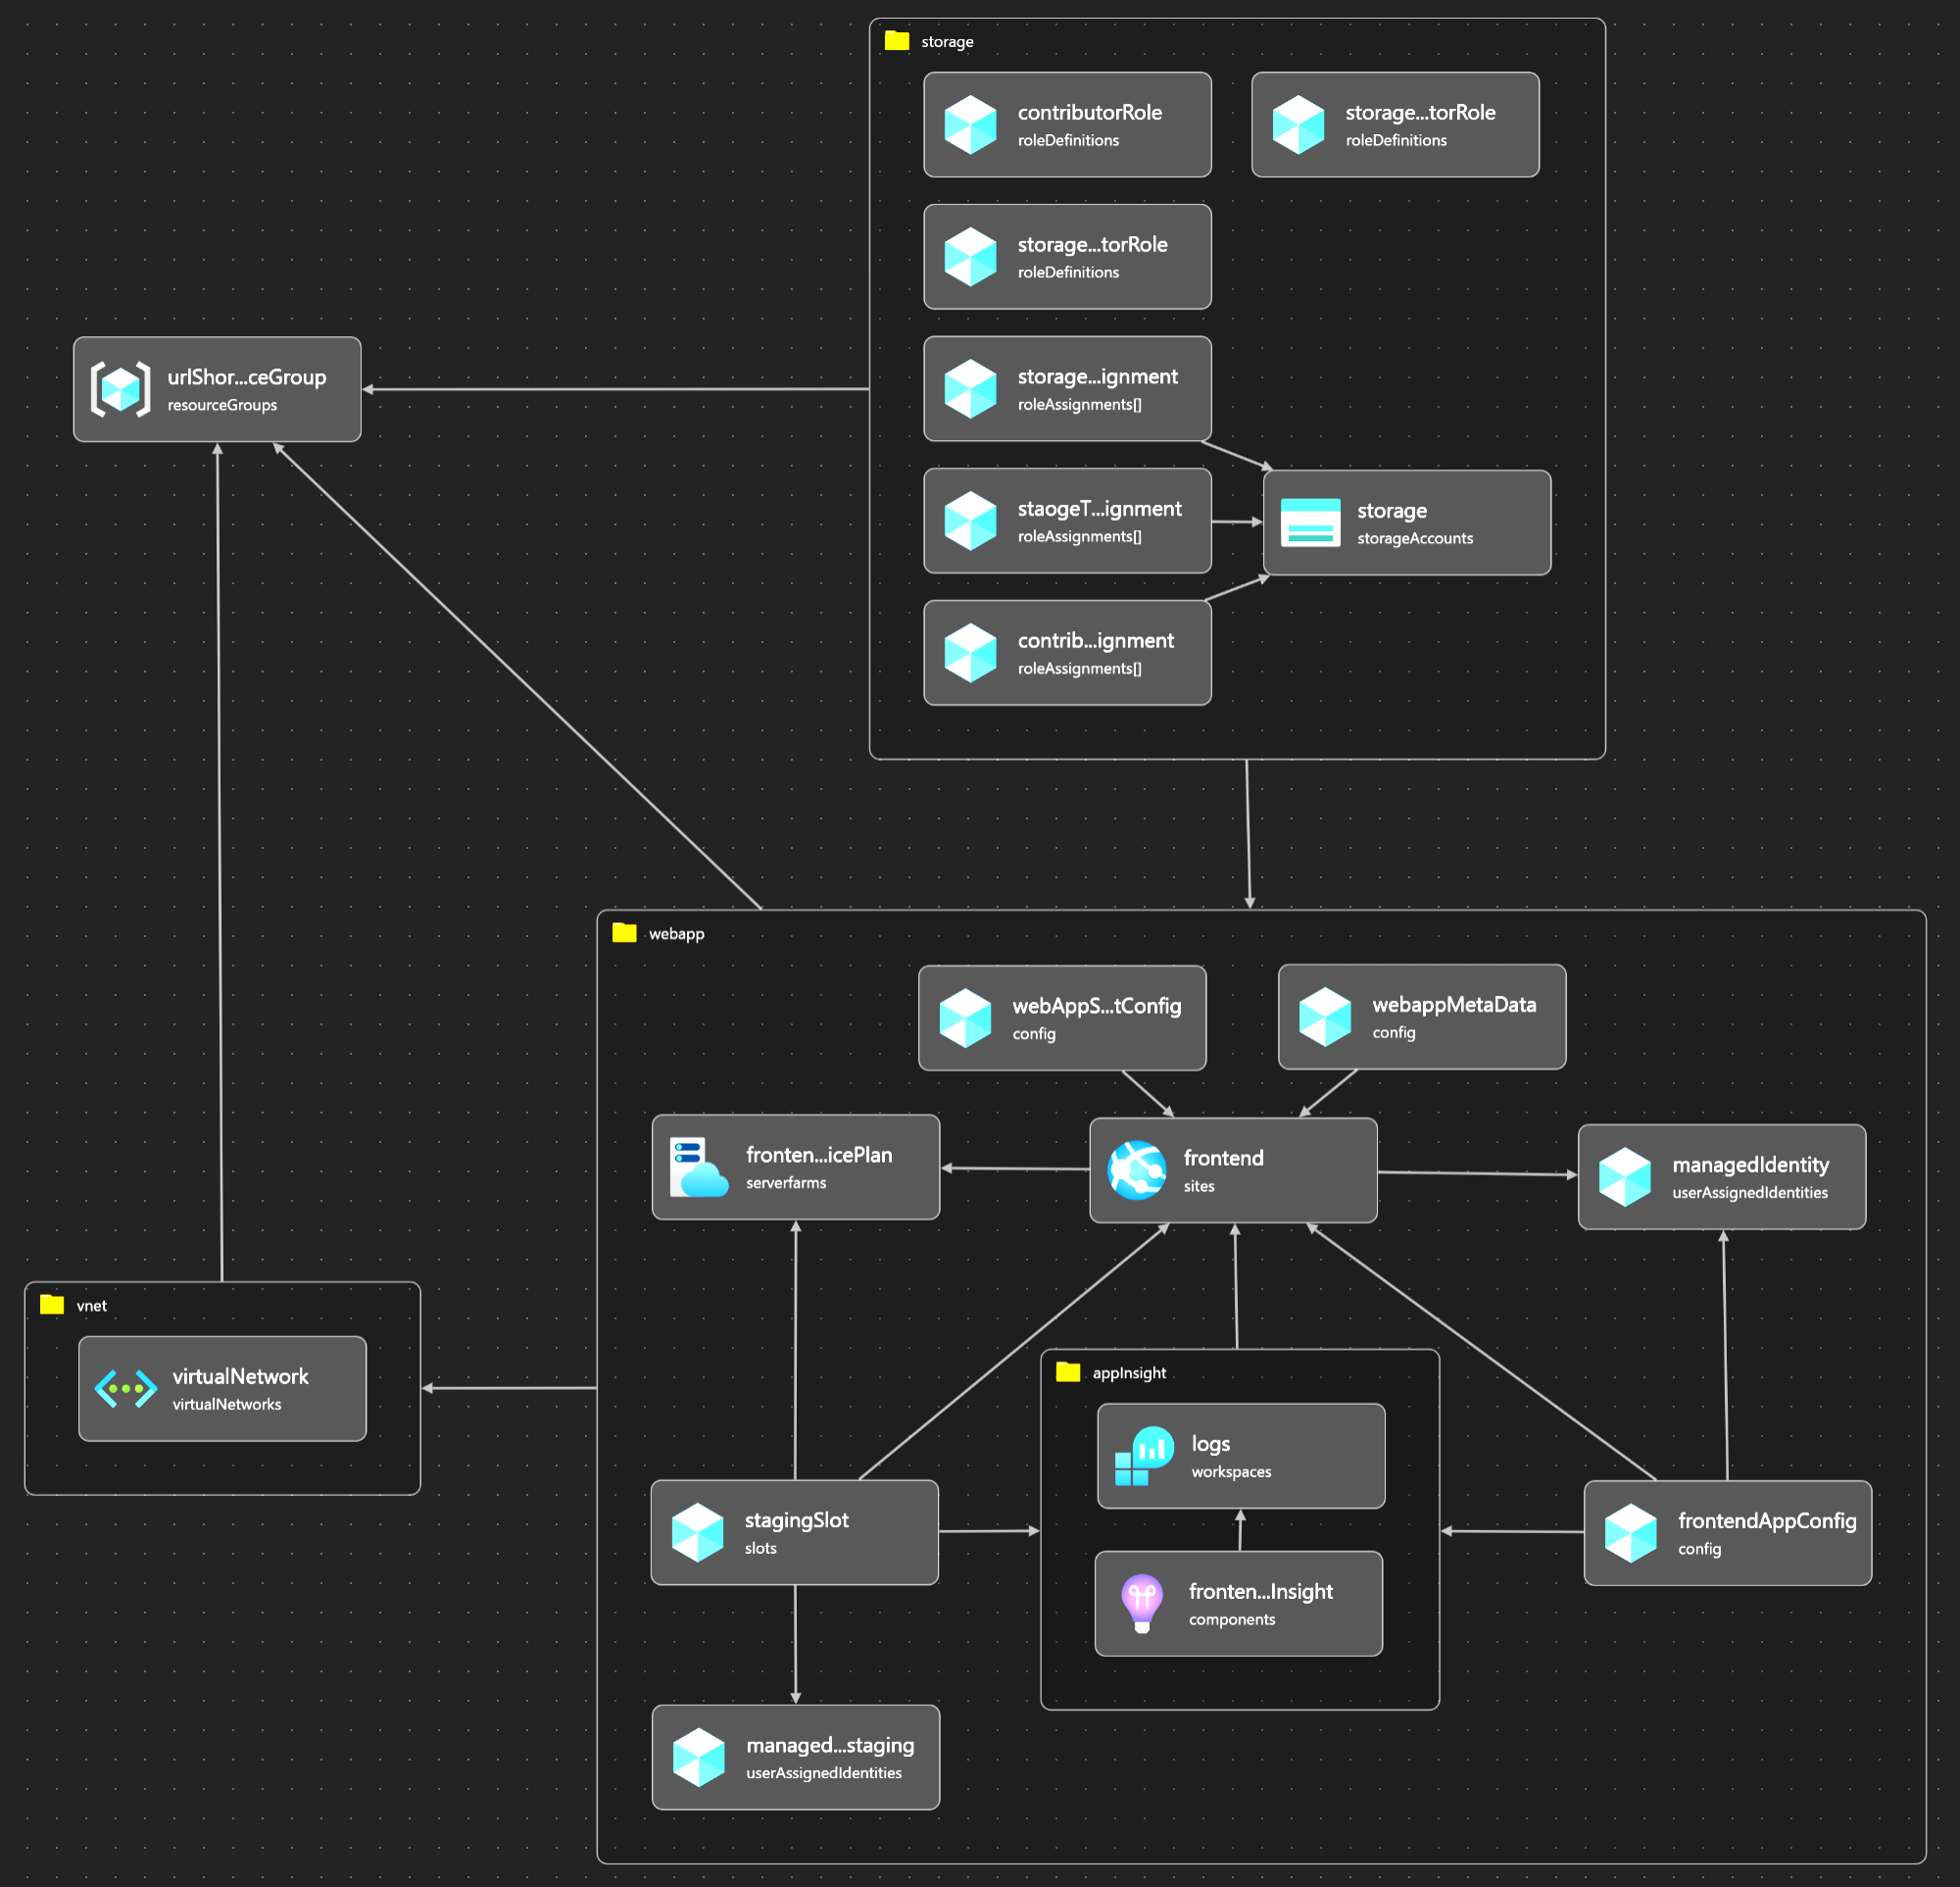 storage
contributorRole
roleDefinitions
storage...torRole
roleDefinitions
storage...torRole
roleDefinitions
urlShor...ceGroup
resourceGroups
storage...ignment
roleAssignments[]
staogeT...ignment
roleAssignments[]
storage
storageAccounts
contrib...ignment
roleAssignments[]
webapp
webAppS...tConfig
config
webappMetaData
config
fronten...icePlan
serverfarms
frontend
sites
managedIdentity
userAssignedIdentities
vnet
virtualNetwork
virtualNetworks
appInsight
logs
workspaces
stagingSlot
slots
frontendAppConfig
config
fronten...Insight
components
managed...staging
userAssignedIdentities